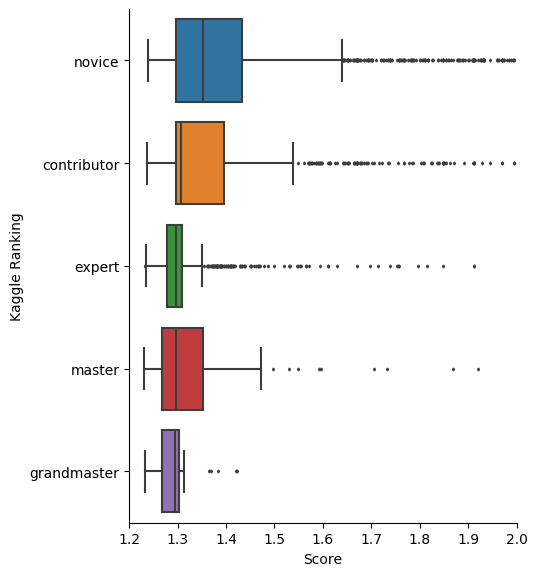 Kaggle Ranking
novice
contributor
expert
master
grandmaster
1.2 1.3 1.4 1.5 1.6 1.7 1.8 1.9 2.0
Score